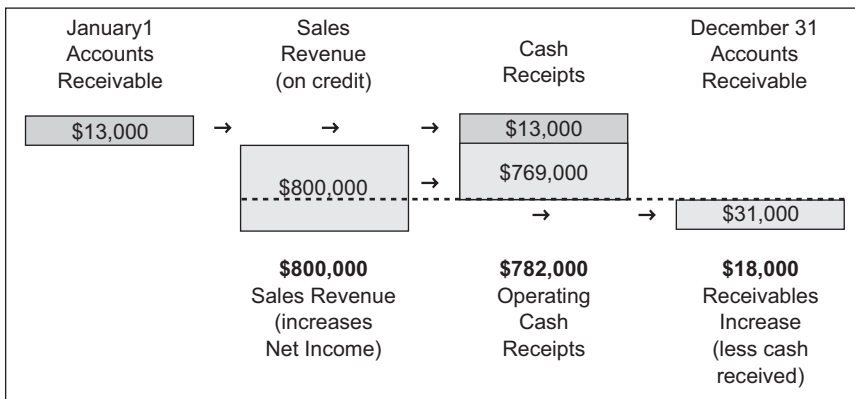 January1
Accounts
Receivable
Sales
Revenue
(on credit)
Cash
Receipts
December 31
Accounts
Receivable
$13,000 → → → $13,000
$800,000 → $769,000
→ → $31,000
$800,000
Sales Revenue
(increases
Net Income)
$782,000
Operating
Cash
Receipts
$18,000
Receivables
Increase
(less cash
received)